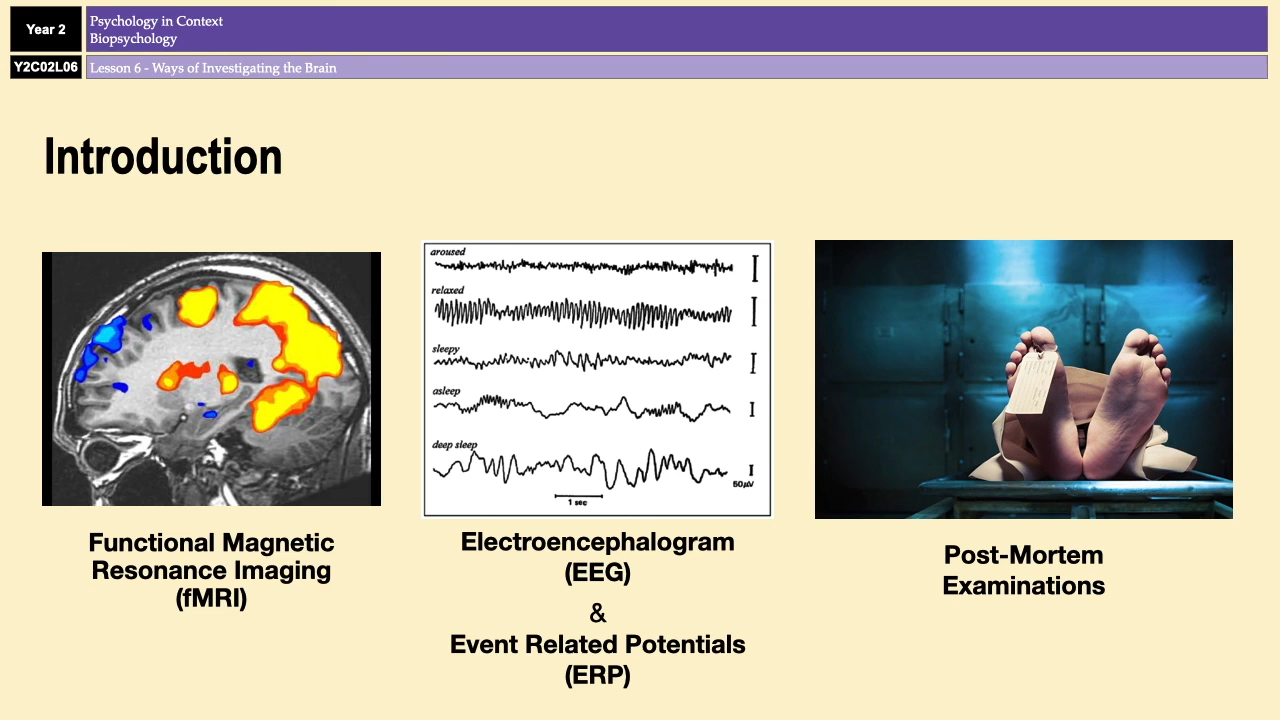 Year 2
Psychology in Context
Biopsychology
Y2C02L06
Lesson 6 - Ways of Investigating the Brain
Introduction
aroused
relaxed
sleepy
asleep
deep sleep
50μV
1 sec
Functional Magnetic
Resonance Imaging
(fMRI)
Electroencephalogram
(EEG)
&
Event Related Potentials
(ERP)
Post-Mortem
Examinations